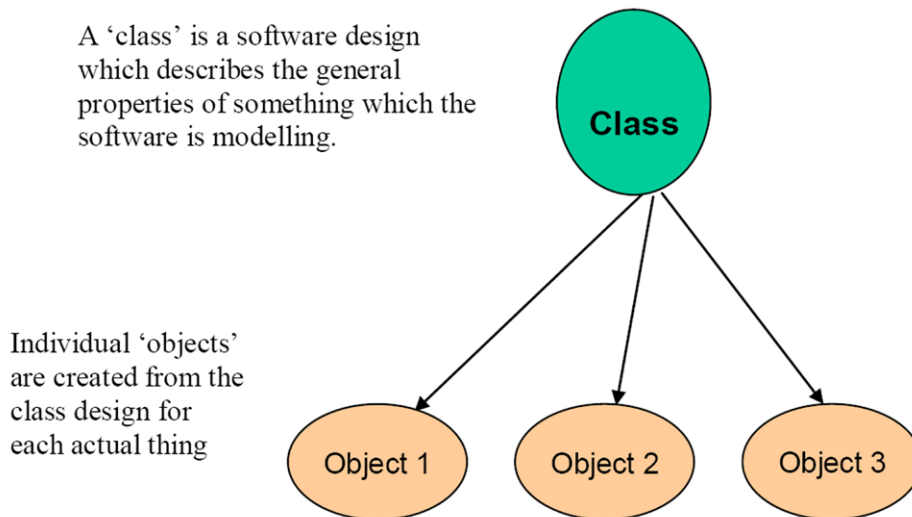 A ‘class’ is a software design
which describes the general
properties of something which the
software is modelling.
Class
Individual ‘objects’
are created from the
class design for
each actual thing
Object 1
Object 2
Object 3